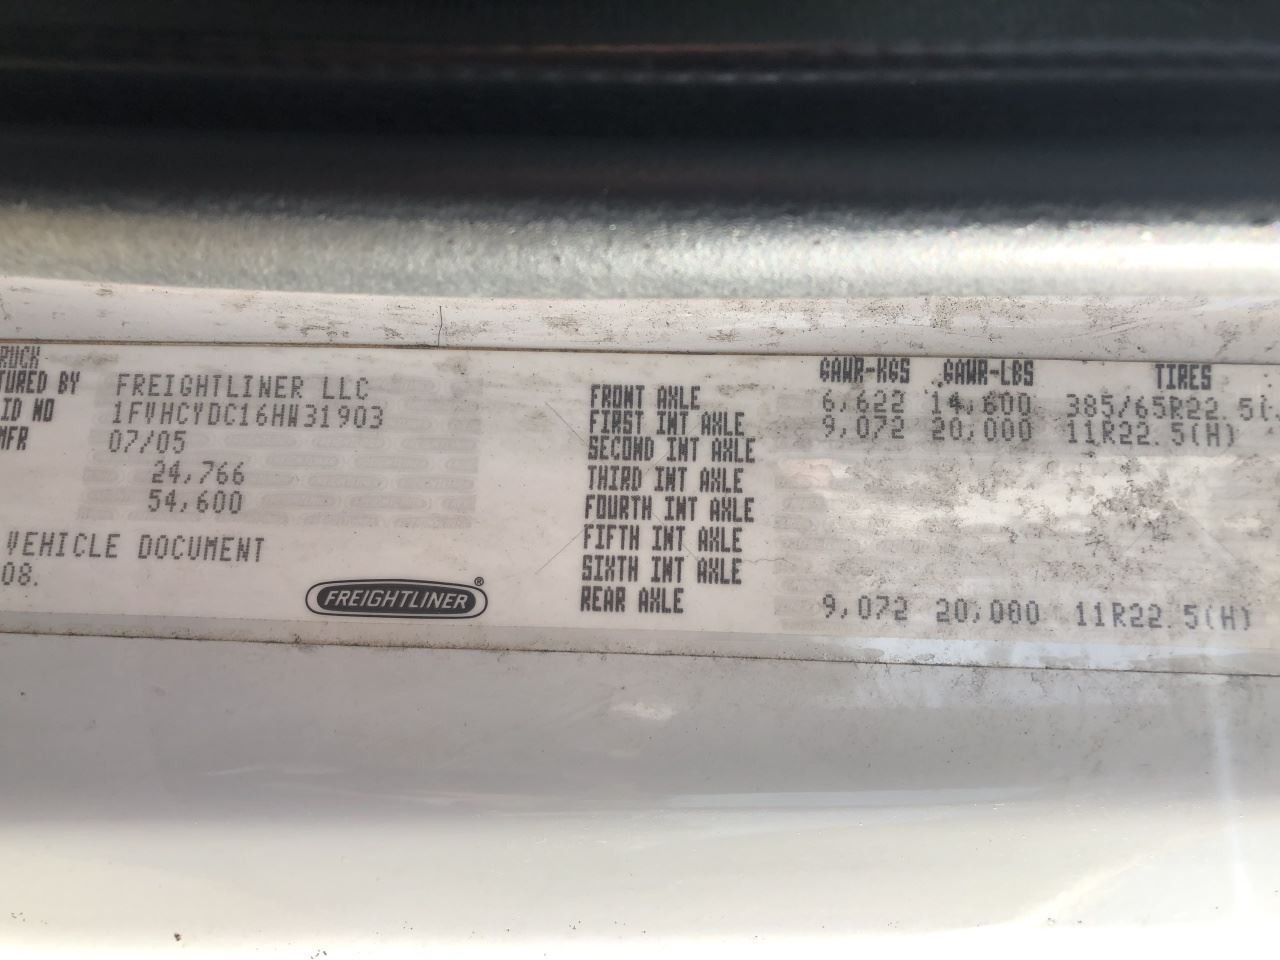 RUCK
TURED BY FREIGHTLINER LLC
ID NO 1FVHCYDC16HW31903
MFR 07/05
24,766
54,600
VEHICLE DOCUMENT
08.
FREIGHTLINER®
GAWR-KGS GAWR-LBS TIRES
FRONT AXLE 6,622 14,600 385/65R22.5(
FIRST INT AXLE 9,072 20,000 11R22.5(H)
SECOND INT AXLE
THIRD INT AXLE
FOURTH INT AXLE
FIFTH INT AXLE
SIXTH INT AXLE
REAR AXLE 9,072 20,000 11R22.5(H)